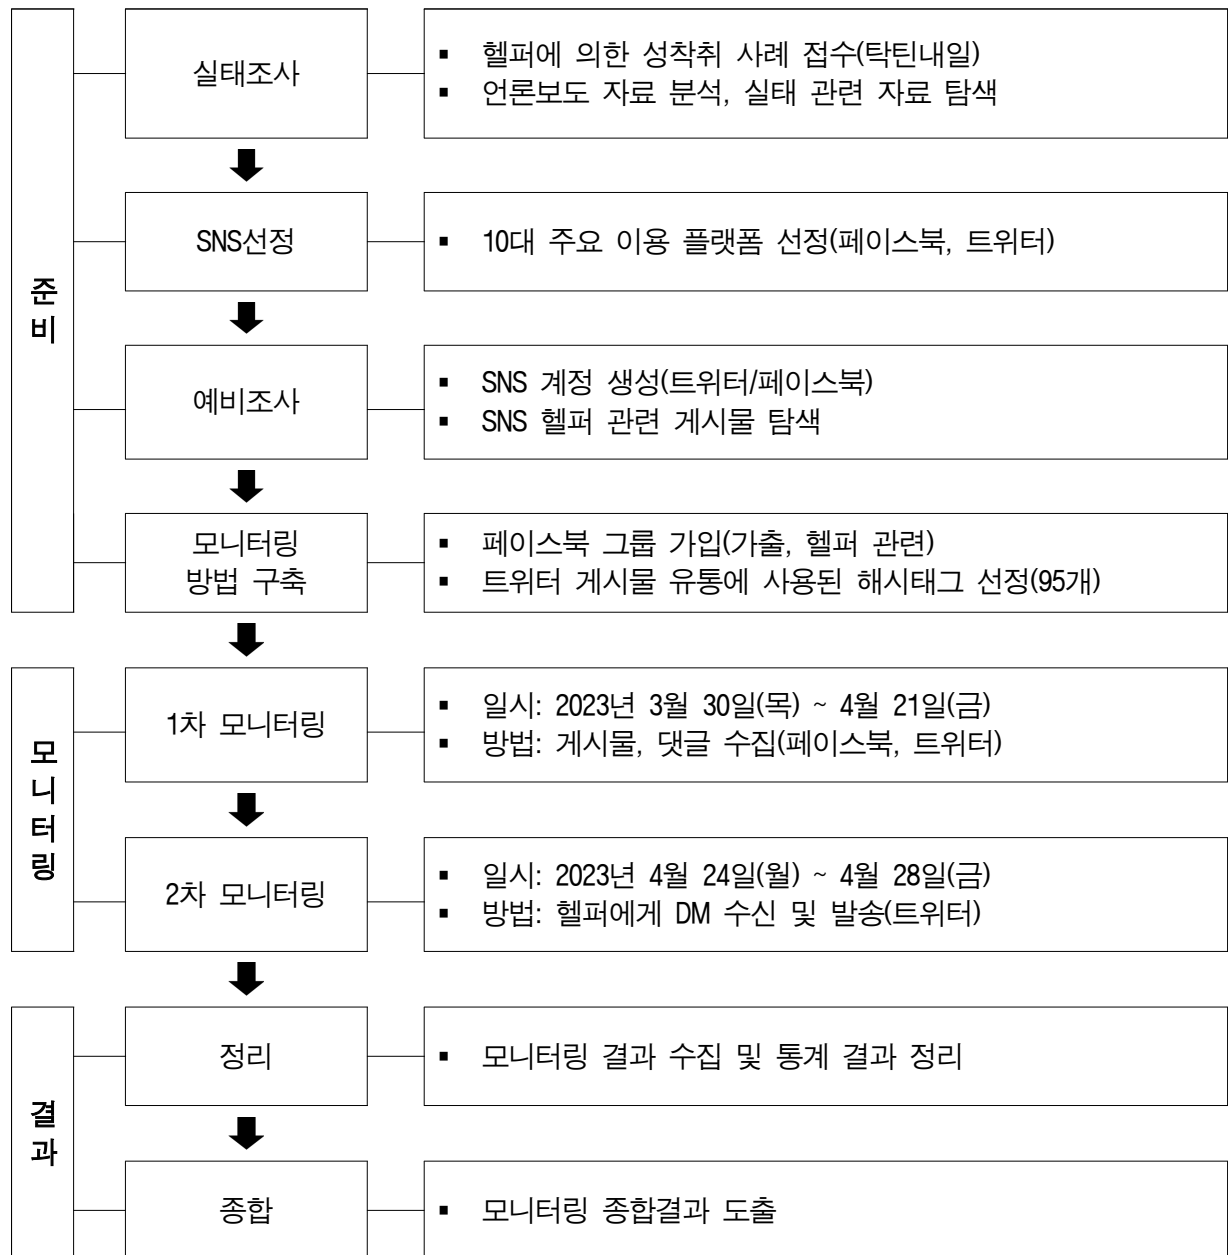 준비
실태조사
▪ 헬퍼에 의한 성착취 사례 접수(탁틴내일)
▪ 언론보도 자료 분석, 실태 관련 자료 탐색
SNS선정
▪ 10대 주요 이용 플랫폼 선정(페이스북, 트위터)
예비조사
▪ SNS 계정 생성(트위터/페이스북)
▪ SNS 헬퍼 관련 게시물 탐색
모니터링
방법 구축
▪ 페이스북 그룹 가입(가출, 헬퍼 관련)
▪ 트위터 게시물 유통에 사용된 해시태그 선정(95개)
모니터링
1차 모니터링
▪ 일시: 2023년 3월 30일(목) ~ 4월 21일(금)
▪ 방법: 게시물, 댓글 수집(페이스북, 트위터)
2차 모니터링
▪ 일시: 2023년 4월 24일(월) ~ 4월 28일(금)
▪ 방법: 헬퍼에게 DM 수신 및 발송(트위터)
결과
정리
▪ 모니터링 결과 수집 및 통계 결과 정리
종합
▪ 모니터링 종합결과 도출